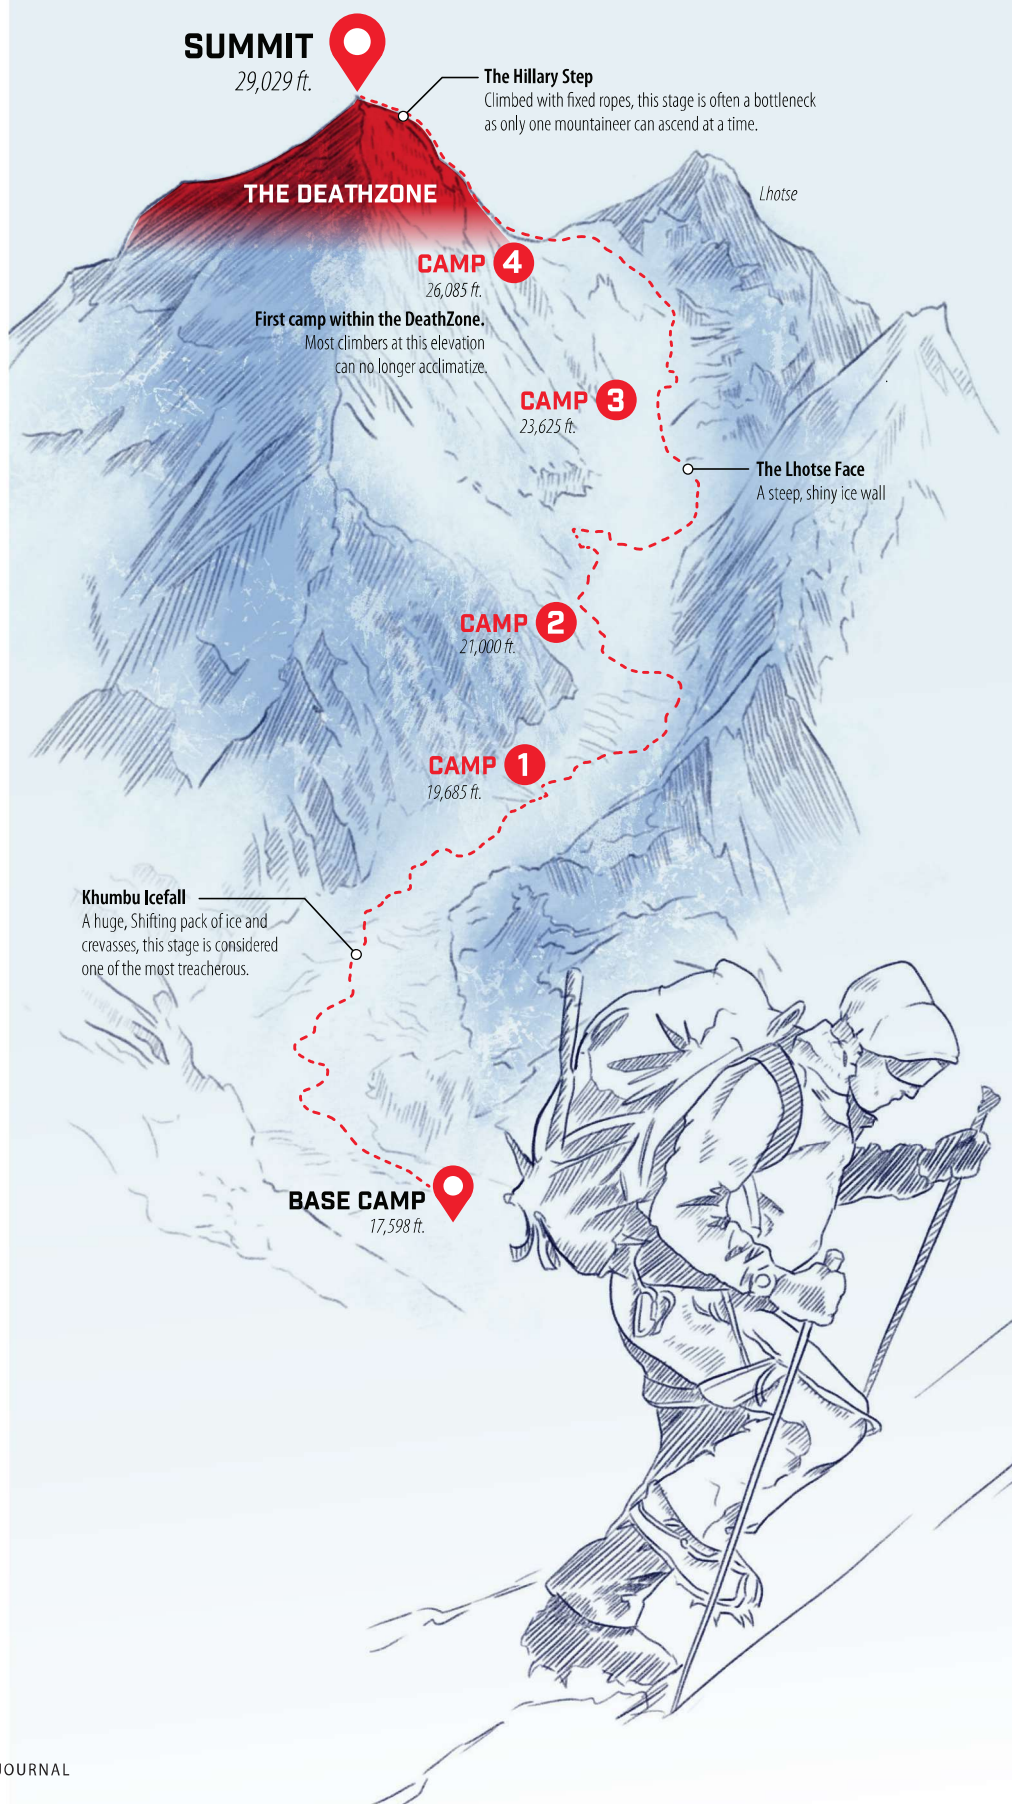 SUMMIT
29,029 ft.
The Hillary Step
Climbed with fixed ropes, this stage is often a bottleneck
as only one mountaineer can ascend at a time.
THE DEATHZONE
Lhotse
CAMP 4
26,085 ft.
First camp within the DeathZone.
Most climbers at this elevation
can no longer acclimatize.
CAMP 3
23,625 ft.
The Lhotse Face
A steep, shiny ice wall
CAMP 2
21,000 ft.
CAMP 1
19,685 ft.
Khumbu Icefall
A huge, Shifting pack of ice and
crevasses, this stage is considered
one of the most treacherous.
BASE CAMP
17,598 ft.
JOURNAL